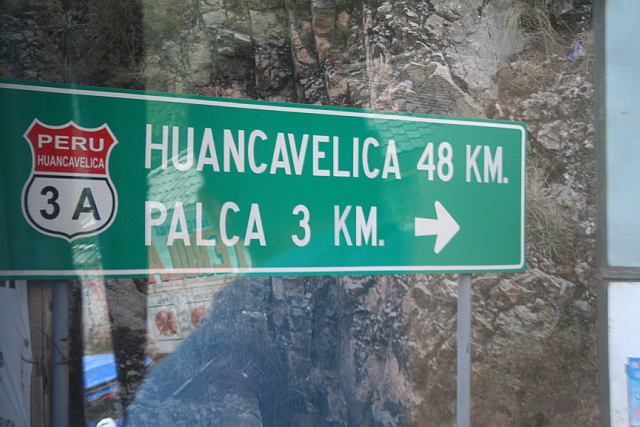 PERU
HUANCAVELICA
3 A
HUANCAVELICA 48 KM.
PALCA 3 KM.